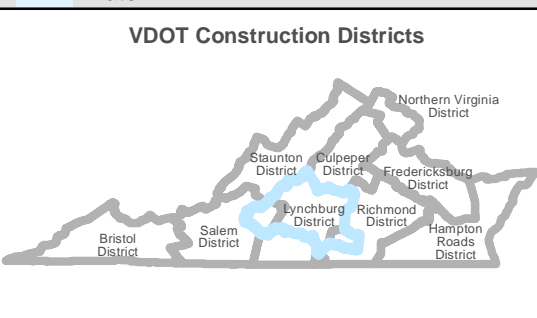 VDOT Construction Districts
Northern Virginia
District
Staunton
District
Culpeper
District
Fredericksburg
District
Lynchburg
District
Richmond
District
Salem
District
Bristol
District
Hampton
Roads
District